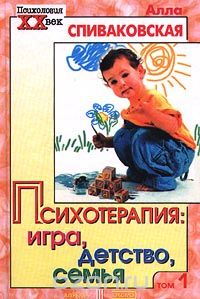 Психология
XX век
Алла
СПИВАКОВСКАЯ
ПСИХОТЕРАПИЯ:
игра,
детство,
семья
ТОМ 1